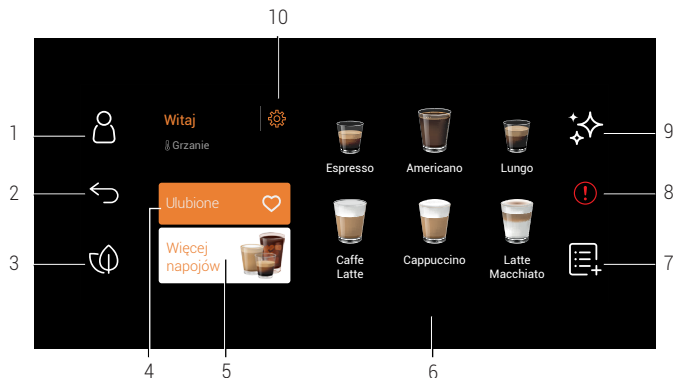 10
1
2
3
Witaj
Grzanie
Ulubione
Więcej
napojów
Espresso
Americano
Lungo
Caffe
Latte
Cappuccino
Latte
Macchiato
9
8
7
4
5
6